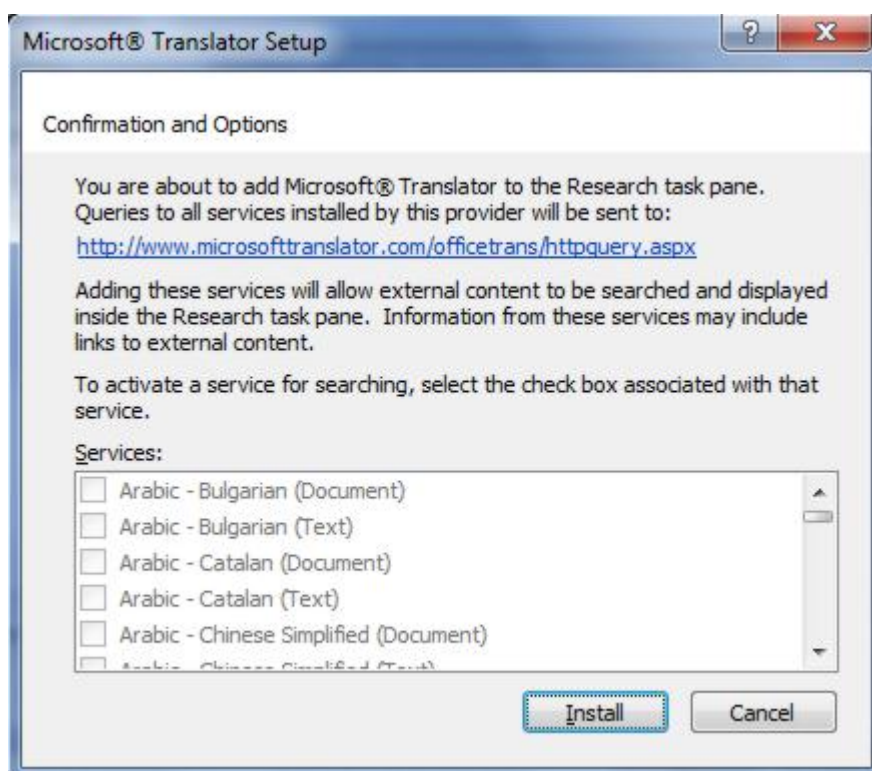 Microsoft® Translator Setup
Confirmation and Options
You are about to add Microsoft® Translator to the Research task pane.
Queries to all services installed by this provider will be sent to:
http://www.microsofttranslator.com/officetrans/httpquery.aspx
Adding these services will allow external content to be searched and displayed
inside the Research task pane.  Information from these services may include
links to external content.
To activate a service for searching, select the check box associated with that
service.
Services:
Arabic - Bulgarian (Document)
Arabic - Bulgarian (Text)
Arabic - Catalan (Document)
Arabic - Catalan (Text)
Arabic - Chinese Simplified (Document)
Arabic - Chinese Simplified (Text)
Install Cancel